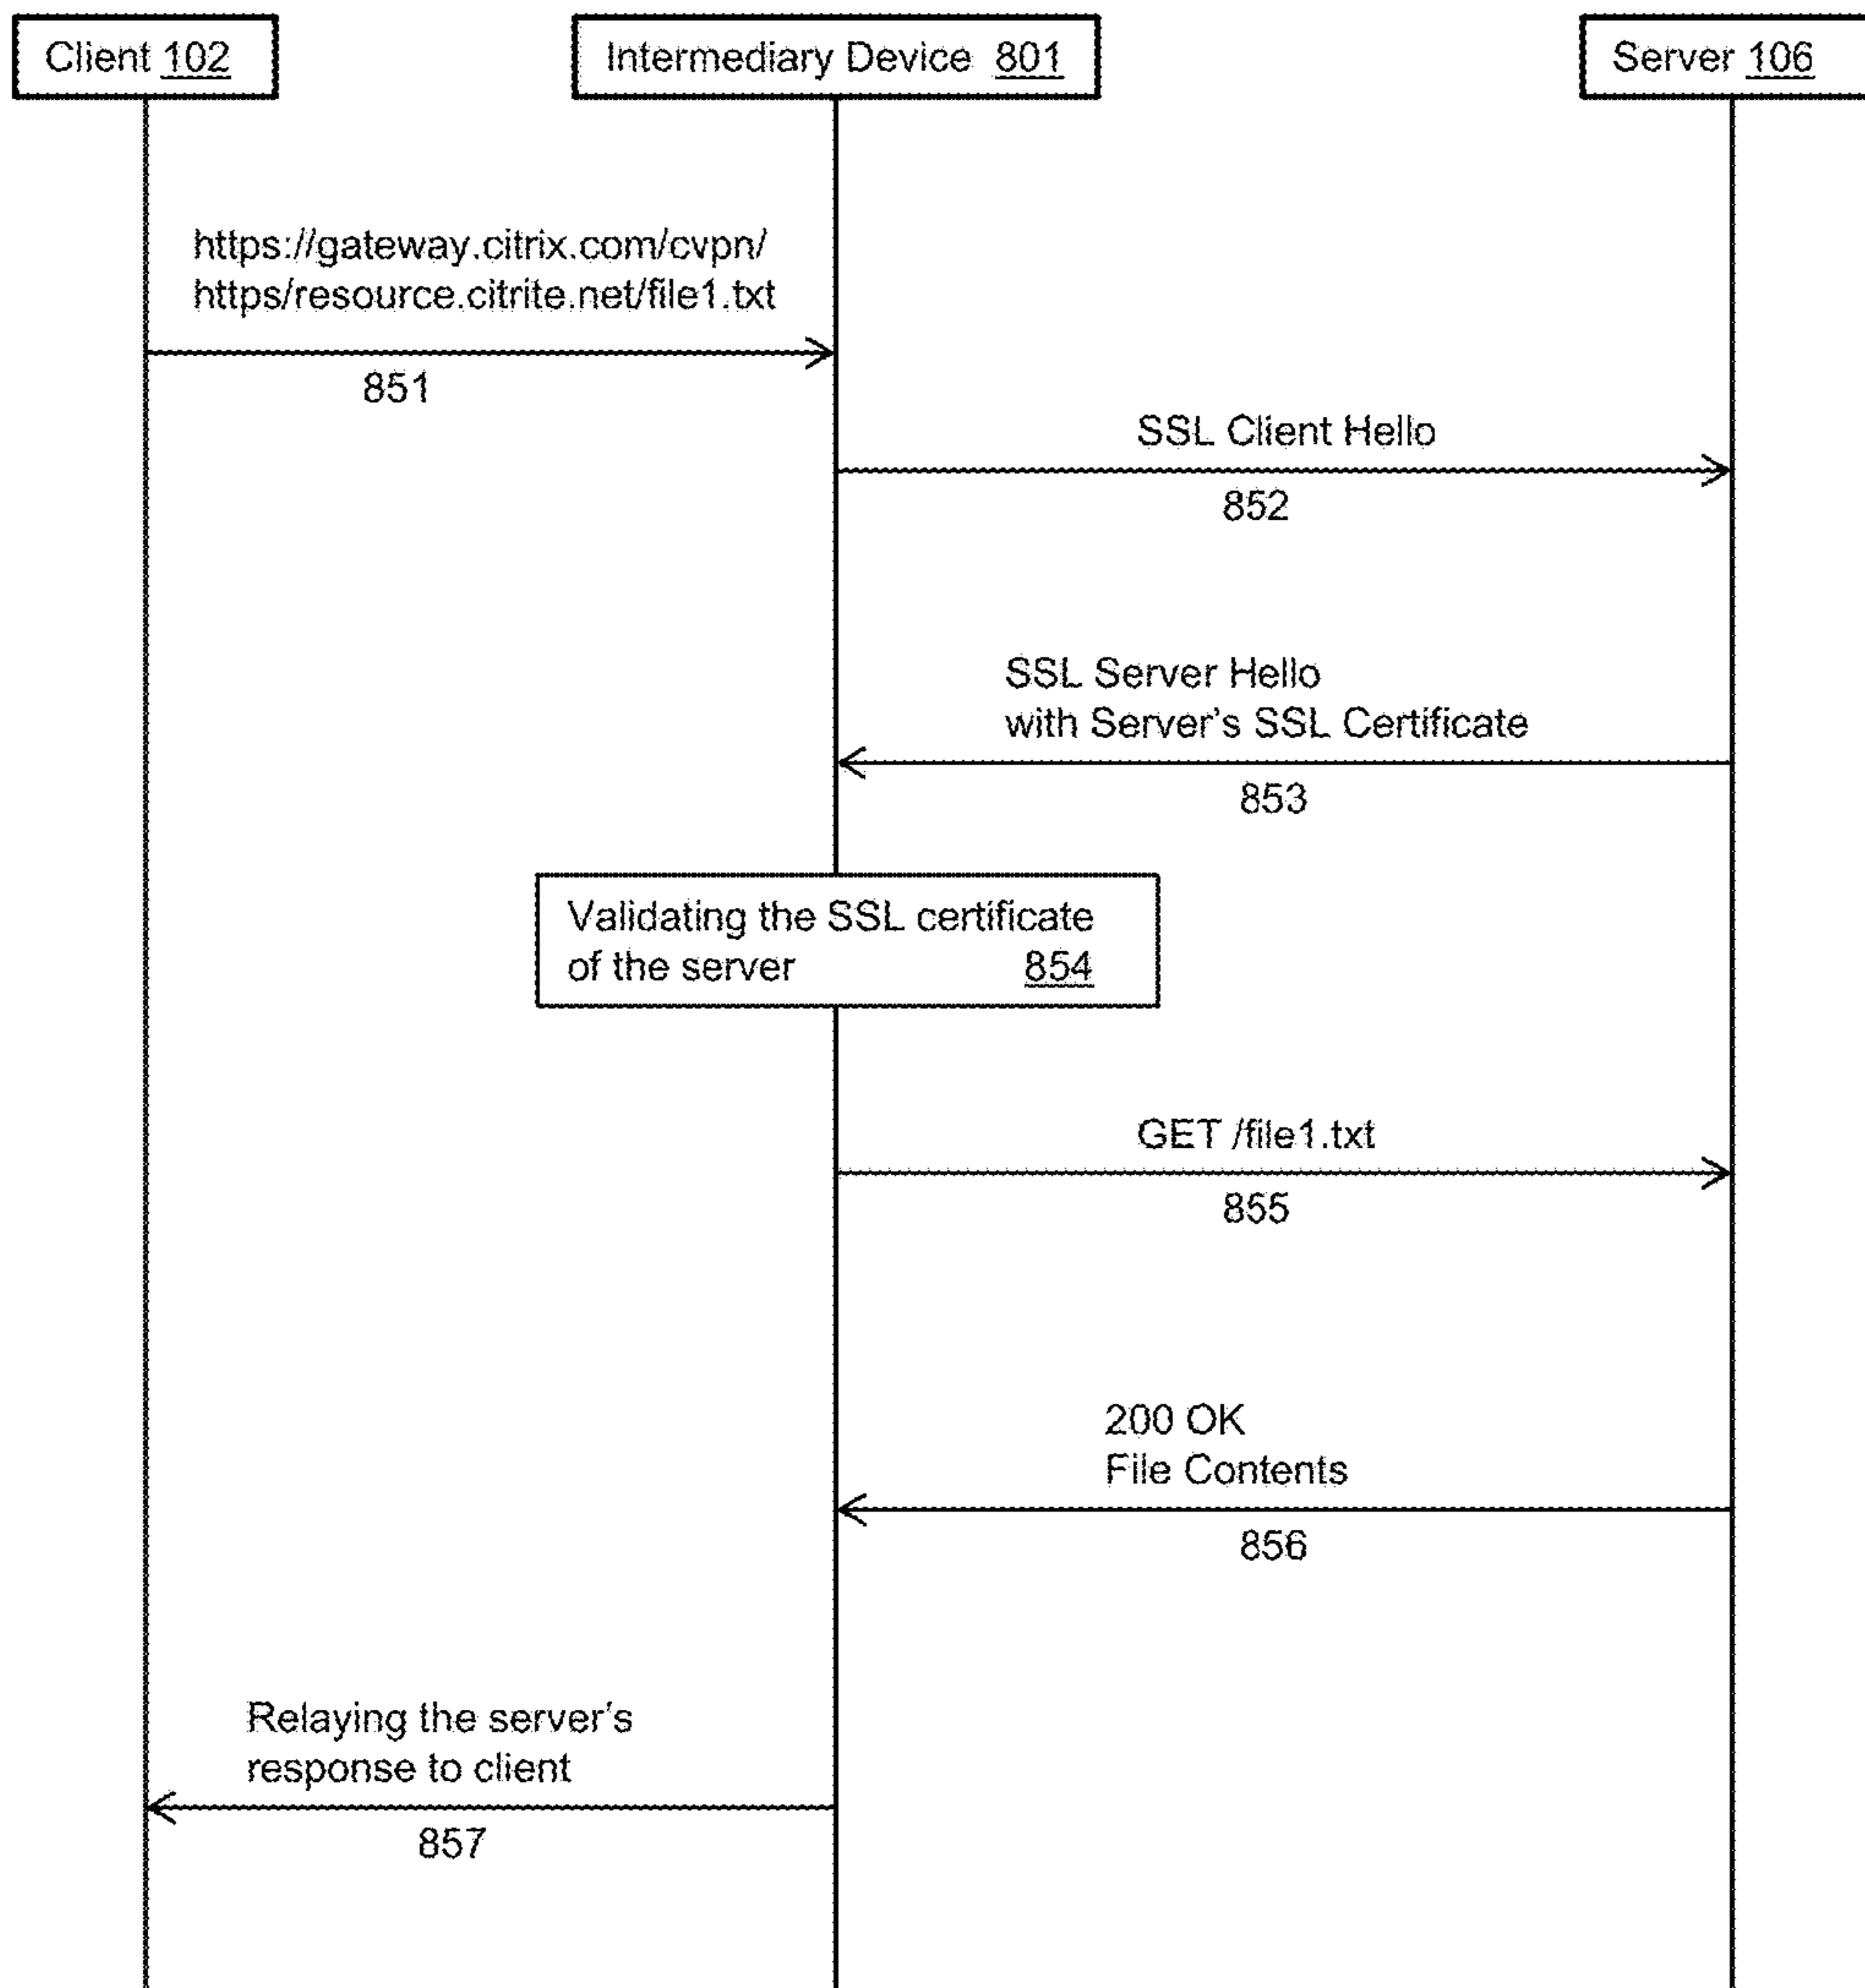 Client 102
Intermediary Device 801
Server 106
https://gateway.citrix.com/cvpn/
https/resource.citrite.net/file1.txt
851
SSL Client Hello
852
SSL Server Hello
with Server's SSL Certificate
853
Validating the SSL certificate
of the server 854
GET /file1.txt
855
200 OK
File Contents
856
Relaying the server's
response to client
857